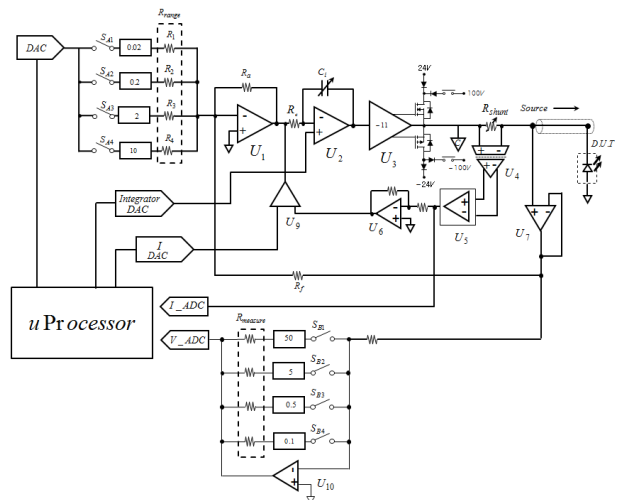 R_range
DAC
S_A1 0.02 R_1
S_A2 0.2 R_2
S_A3 2 R_3
S_A4 10 R_4
R_a
U_1
C_i
U_2
-11
U_3
24V
100V
-100V
-24V
R_shunt
Source
D.U.T
C
U_4
U_5
U_6
U_7
U_9
Integrator
DAC
I
DAC
R_f
uProcessor
I_ADC
V_ADC
R_measure
50 S_B1
5 S_B2
0.5 S_B3
0.1 S_B4
U_10